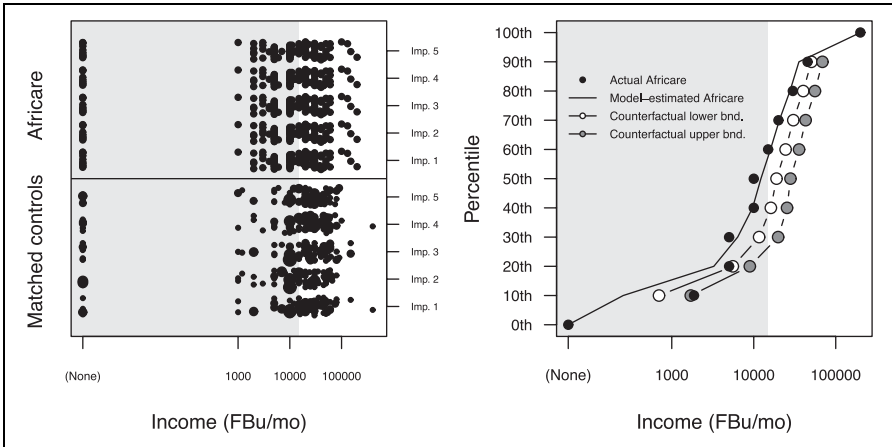 Africare
Matched controls
Imp. 5
Imp. 4
Imp. 3
Imp. 2
Imp. 1
Imp. 5
Imp. 4
Imp. 3
Imp. 2
Imp. 1
(None) 1000 10000 100000
Income (FBu/mo)
Percentile
100th
90th
80th
70th
60th
50th
40th
30th
20th
10th
0th
Actual Africare
Model−estimated Africare
Counterfactual lower bnd.
Counterfactual upper bnd.
(None) 1000 10000 100000
Income (FBu/mo)